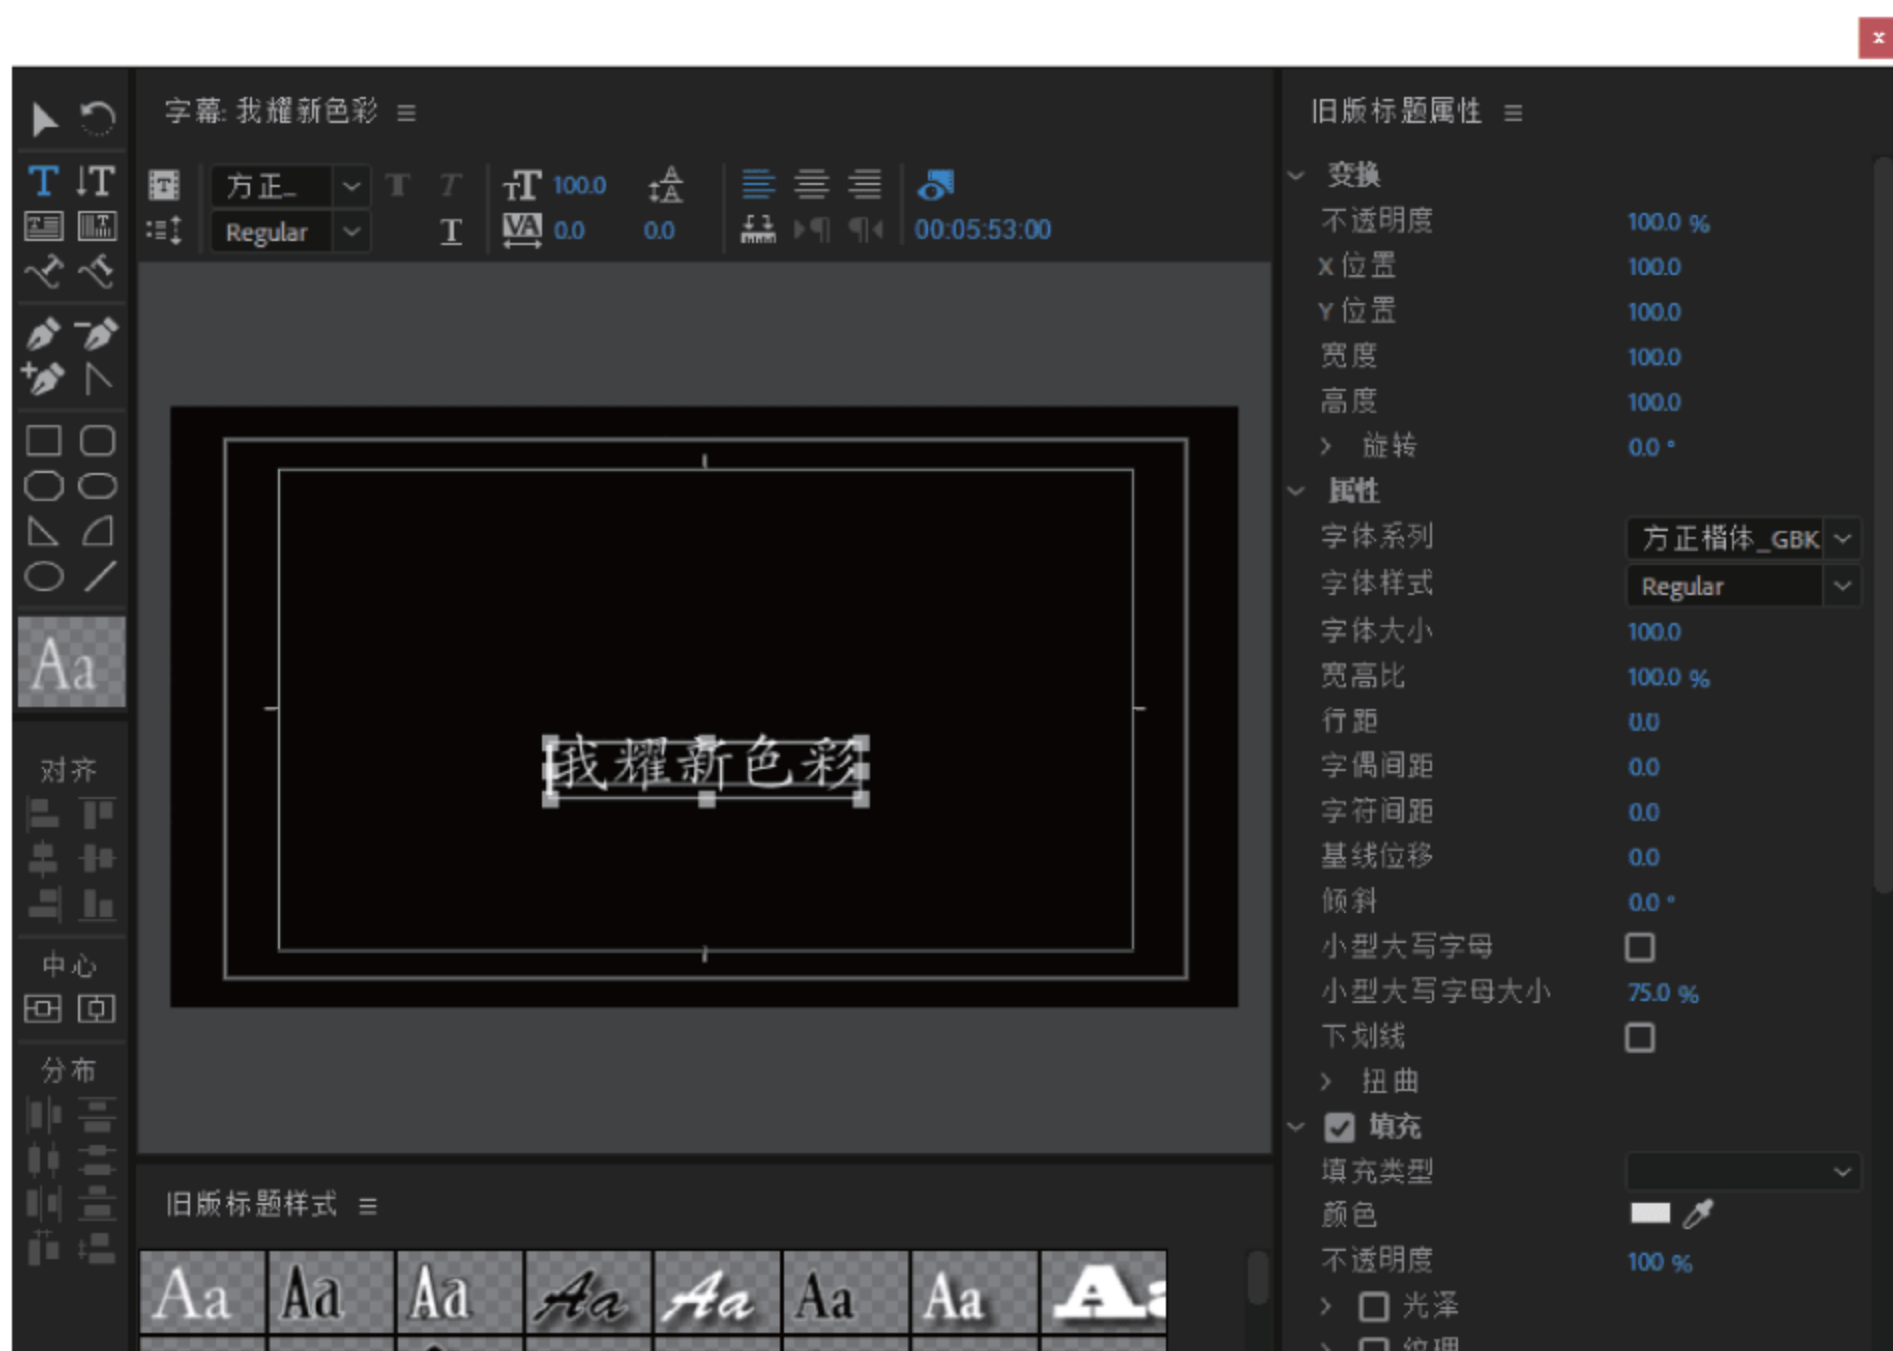 字幕: 我耀新色彩
方正_
100.0
Regular
0.0
0.0
00:05:53:00
我耀新色彩
Aa
对齐
中心
分布
旧版标题样式
Aa Aa Aa Aa Aa Aa Aa Aa
旧版标题属性
变换
不透明度 100.0 %
X 位置 100.0
Y 位置 100.0
宽度 100.0
高度 100.0
旋转 0.0 °
属性
字体系列 方正楷体_GBK
字体样式 Regular
字体大小 100.0
宽高比 100.0 %
行距 0.0
字偶间距 0.0
字符间距 0.0
基线位移 0.0
倾斜 0.0 °
小型大写字母
小型大写字母大小 75.0 %
下划线
扭曲
填充
填充类型
颜色
不透明度 100 %
光泽
纹理